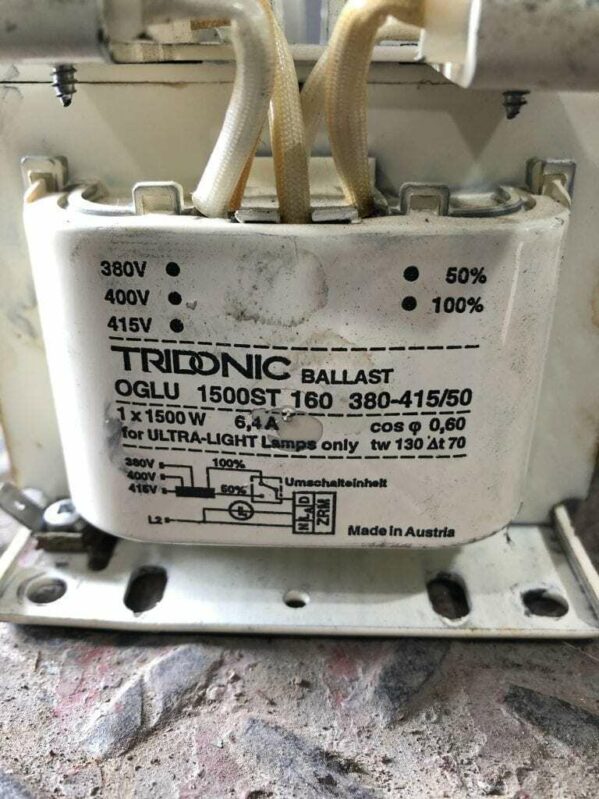 380V
50%
400V
100%
415V
TRIDONIC BALLAST
OGLU 1500ST 160 380-415/50
1 x 1500 W 6,4 A cos φ 0,60
for ULTRA-LIGHT Lamps only tw 130 Δt 70
380V 100%
400V
415V 50%
Umschalteinheit
L2
N LA D
ZRM
Made in Austria